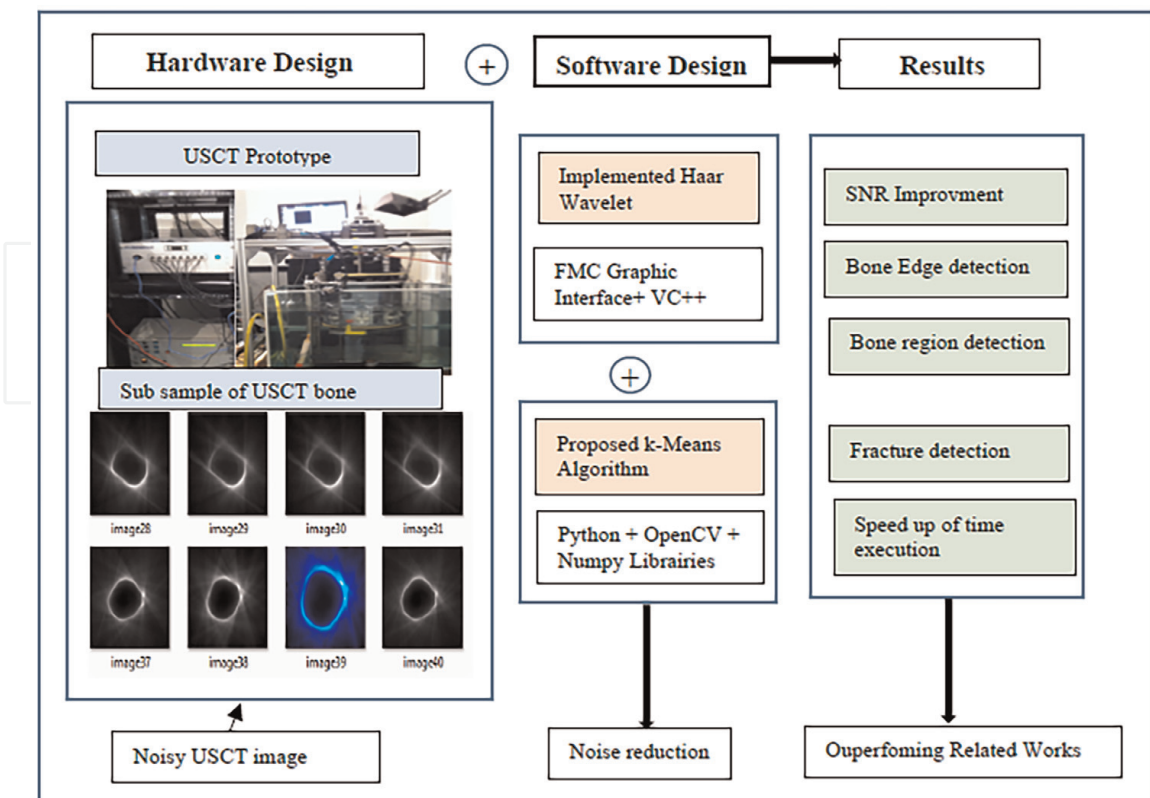 Hardware Design
+
Software Design
Results
USCT Prototype
Sub sample of USCT bone
image28
image29
image30
image31
image37
image38
image39
image40
Noisy USCT image
Implemented Haar
Wavelet
FMC Graphic
Interface+ VC++
+
Proposed k-Means
Algorithm
Python + OpenCV +
Numpy Librairies
Noise reduction
SNR Improvment
Bone Edge detection
Bone region detection
Fracture detection
Speed up of time
execution
Ouperfoming Related Works